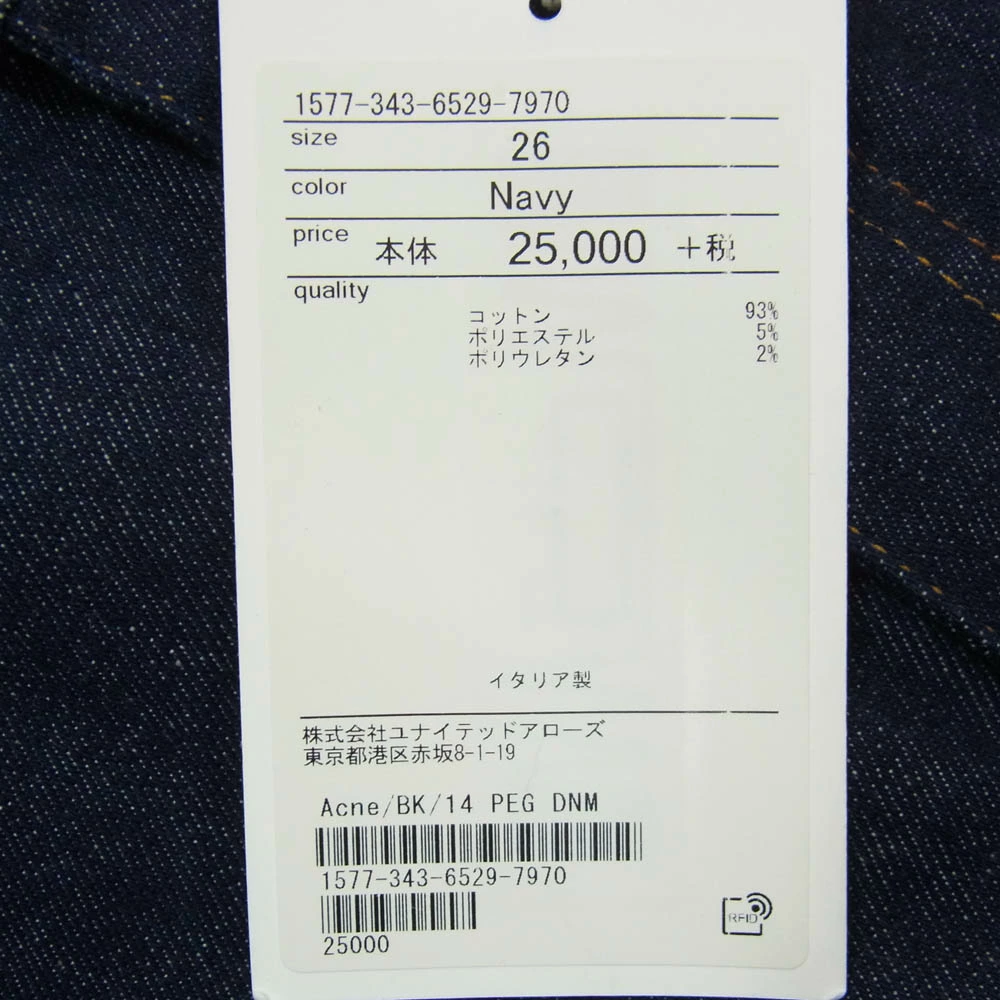 1577-343-6529-7970
size 26
color Navy
price 本体 25,000 +税
quality
コットン 93%
ポリエステル 5%
ポリウレタン 2%
イタリア製
株式会社ユナイテッドアローズ
東京都港区赤坂8-1-19
Acne/BK/14 PEG DNM
1577-343-6529-7970
25000
RFID